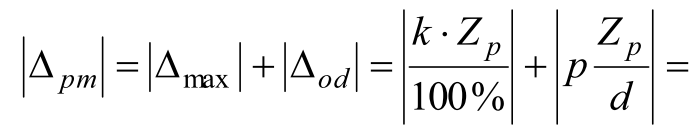 |Δ_pm| = |Δ_max| + |Δ_od| = |k · Z_p / 100%| + |p Z_p / d| =